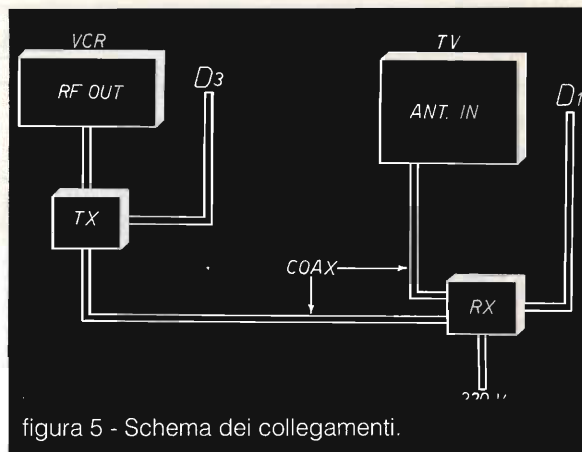 VCR
RF OUT
D3
TX
TV
ANT. IN
D1
COAX
RX
figura 5 - Schema dei collegamenti.